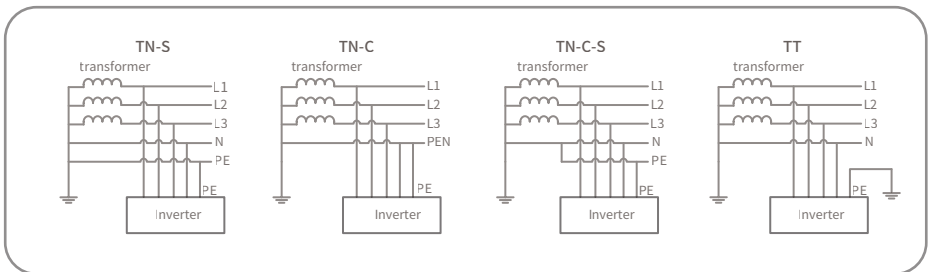 TN-S TN-C TN-C-S TT
transformer transformer transformer transformer
L1 L1 L1 L1
L2 L2 L2 L2
L3 L3 L3 L3
N PEN N N
PE PE
PE PE PE PE
Inverter Inverter Inverter Inverter